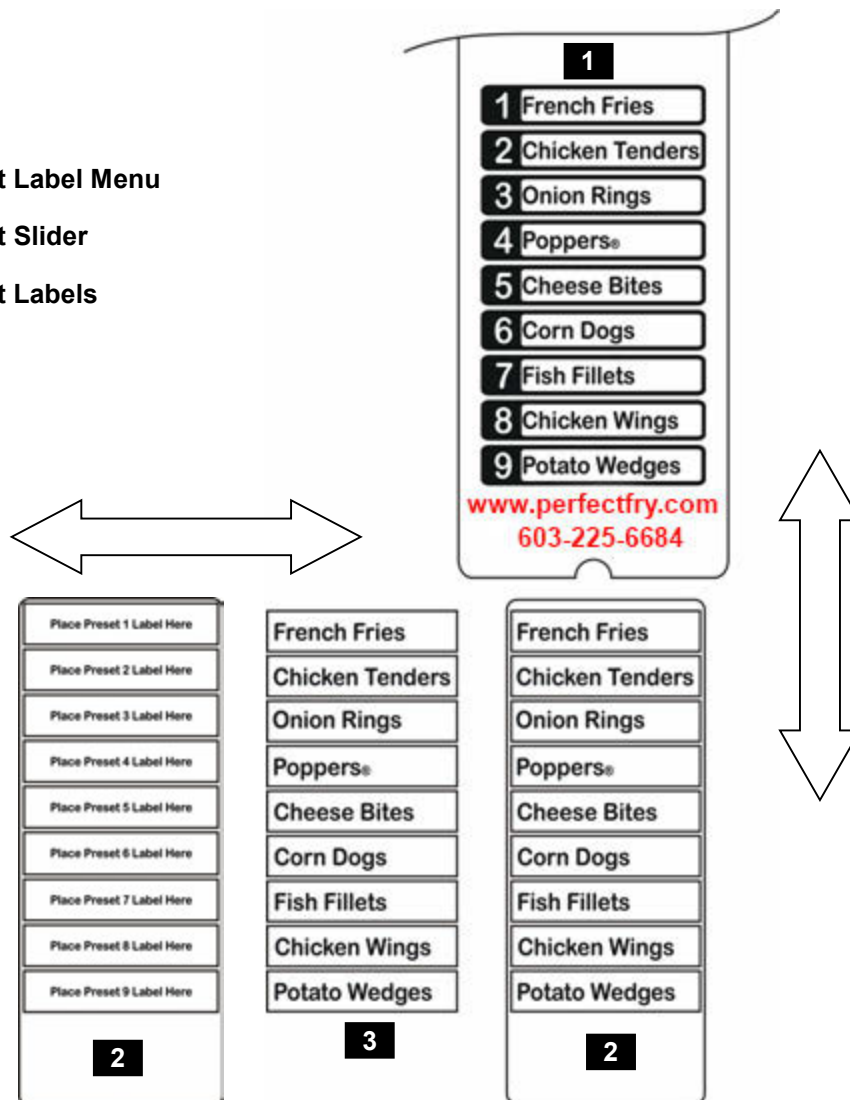 1
1 French Fries
2 Chicken Tenders
3 Onion Rings
4 Poppers®
5 Cheese Bites
6 Corn Dogs
7 Fish Fillets
8 Chicken Wings
9 Potato Wedges
www.perfectfry.com
603-225-6684
t Label Menu
t Slider
t Labels
Place Preset 1 Label Here
Place Preset 2 Label Here
Place Preset 3 Label Here
Place Preset 4 Label Here
Place Preset 5 Label Here
Place Preset 6 Label Here
Place Preset 7 Label Here
Place Preset 8 Label Here
Place Preset 9 Label Here
2
French Fries
Chicken Tenders
Onion Rings
Poppers®
Cheese Bites
Corn Dogs
Fish Fillets
Chicken Wings
Potato Wedges
3
French Fries
Chicken Tenders
Onion Rings
Poppers®
Cheese Bites
Corn Dogs
Fish Fillets
Chicken Wings
Potato Wedges
2